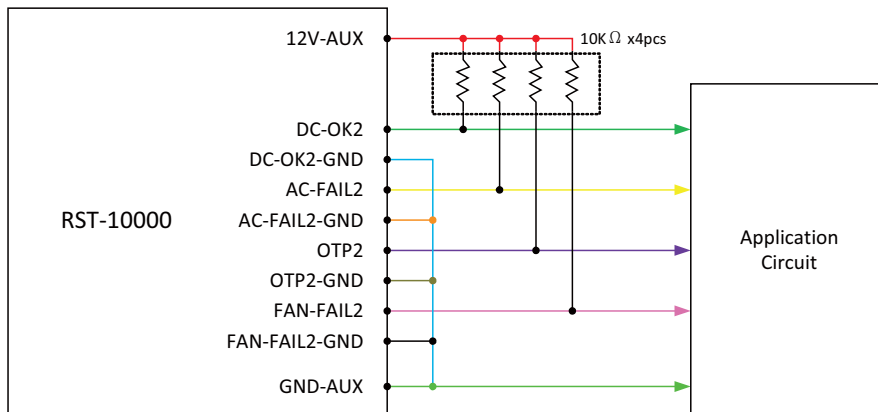 12V-AUX
10KΩ x4pcs
DC-OK2
DC-OK2-GND
AC-FAIL2
RST-10000
AC-FAIL2-GND
OTP2
Application
Circuit
OTP2-GND
FAN-FAIL2
FAN-FAIL2-GND
GND-AUX